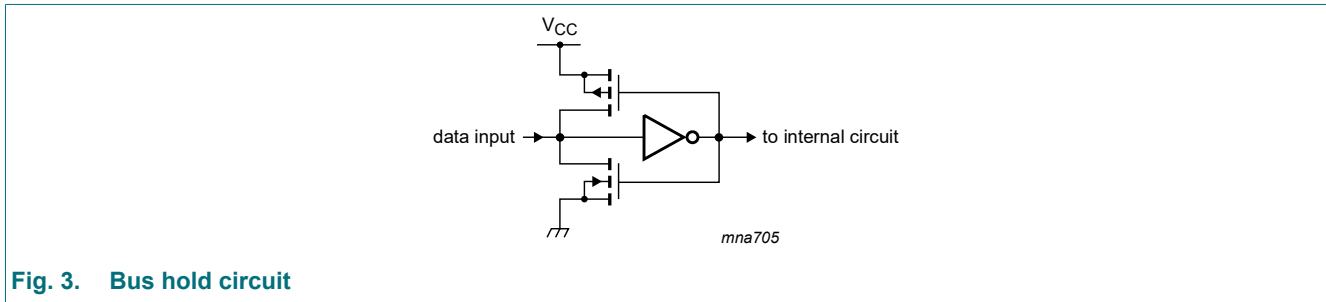 VCC
data input
to internal circuit
mna705
Fig. 3. Bus hold circuit